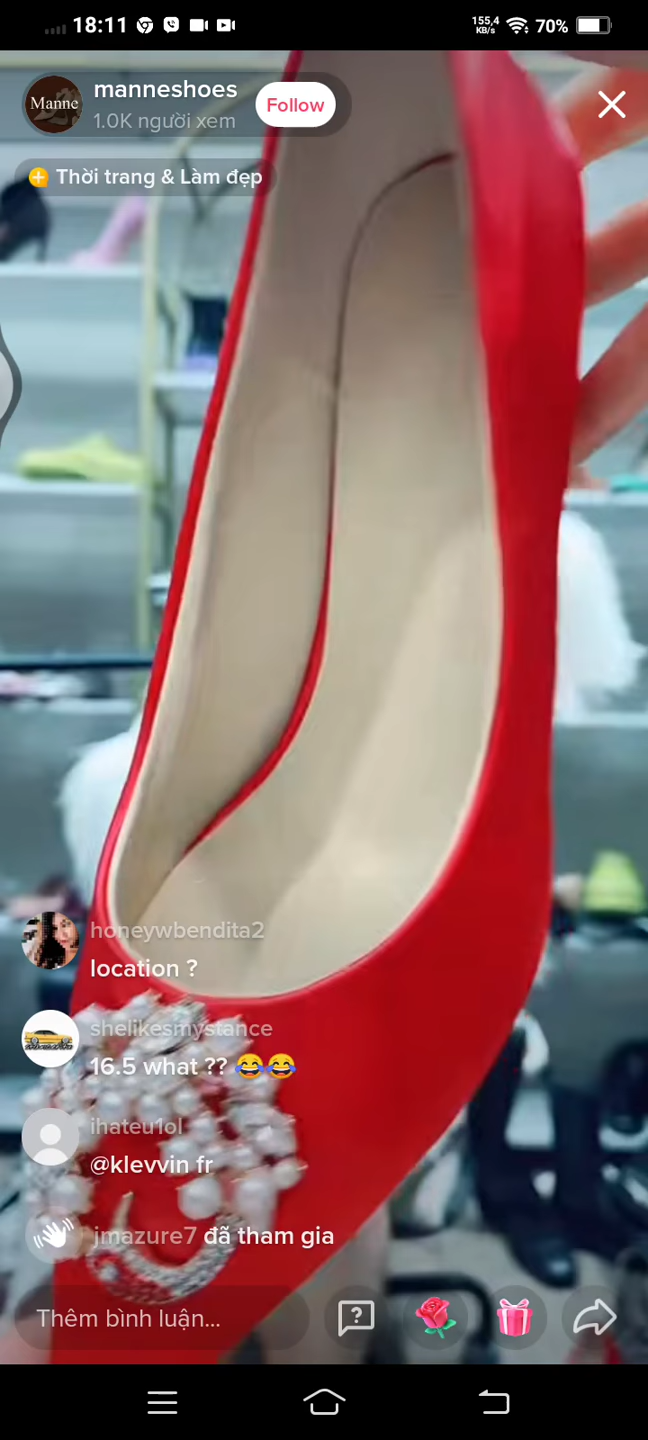 18:11
155,4
KB/s
70%
Manne
manneshoes
1.0K người xem
Follow
Thời trang & Làm đẹp
honeywbendita2
location ?
shelikesmystance
16.5 what ?? 😂😂
ihateu1ol
@klevvin fr
jmazure7 đã tham gia
Thêm bình luận...